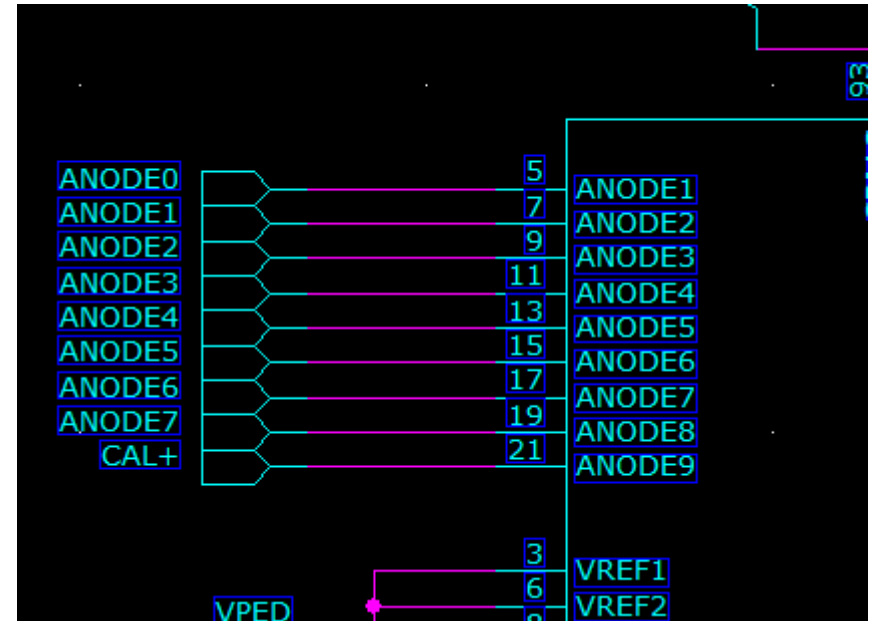 93
ANODE0 5 ANODE1
ANODE1 7 ANODE2
ANODE2 9 ANODE3
ANODE3 11 ANODE4
ANODE4 13 ANODE5
ANODE5 15 ANODE6
ANODE6 17 ANODE7
ANODE7 19 ANODE8
CAL+ 21 ANODE9
3 VREF1
VPED 6 VREF2